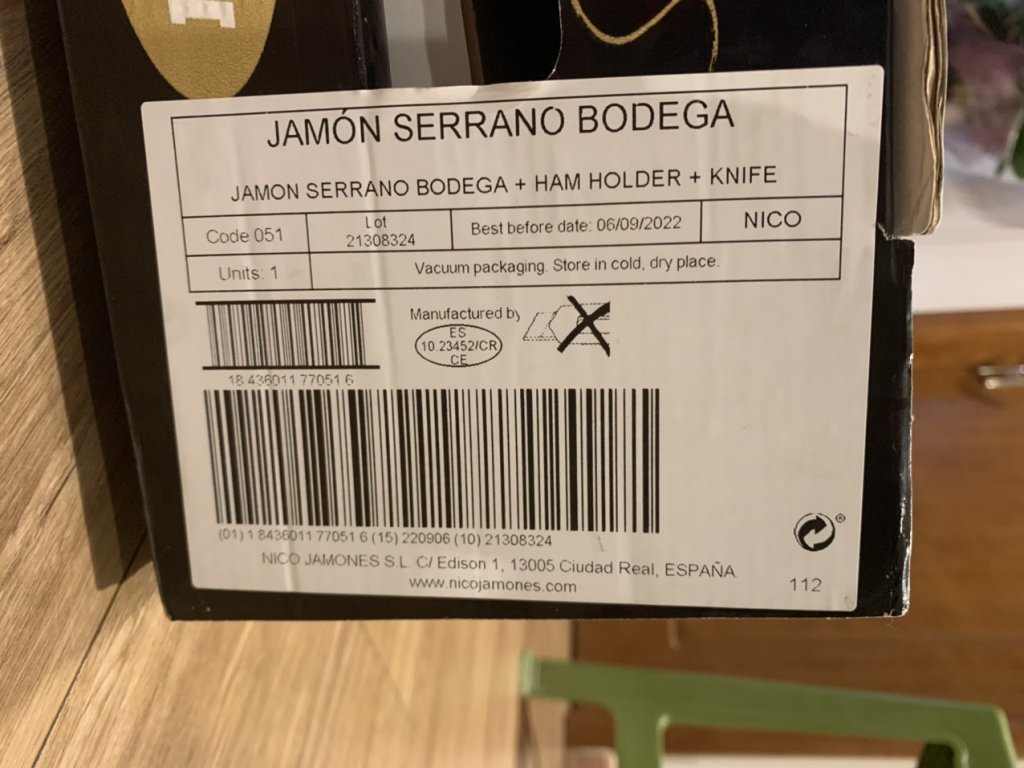 JAMÓN SERRANO BODEGA
JAMON SERRANO BODEGA + HAM HOLDER + KNIFE
Code 051
Lot
21308324
Best before date: 06/09/2022
NICO
Units: 1
Vacuum packaging. Store in cold, dry place.
Manufactured by
ES
10.23452/CR
CE
18 436011 77051 6
(01) 1 8436011 77051 6 (15) 220906 (10) 21308324
NICO JAMONES S L. C/ Edison 1, 13005 Ciudad Real, ESPAÑA
www.nicojamones.com
®
112